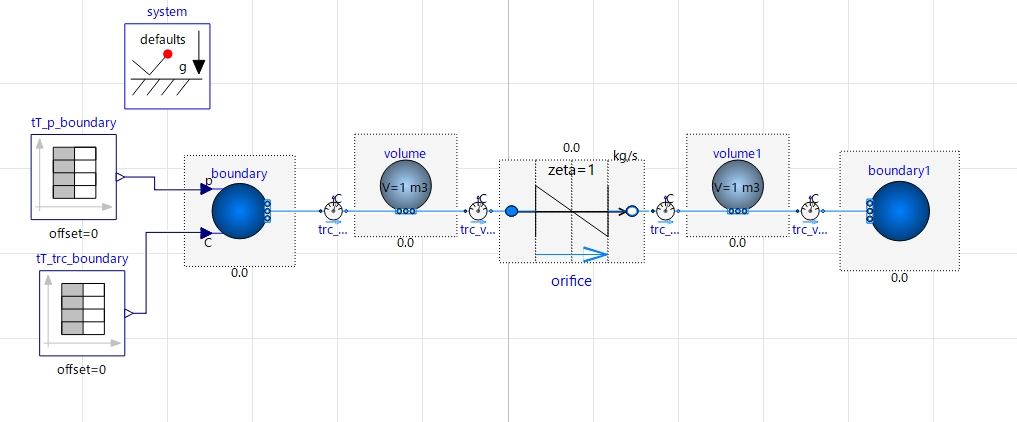 system
defaults
g
tT_p_boundary
offset=0
tT_trc_boundary
offset=0
boundary
p
C
0.0
C
trc_...
volume
V=1 m3
0.0
C
trc_v...
0.0
kg/s
zeta=1
orifice
C
trc_...
volume1
V=1 m3
0.0
C
trc_v...
boundary1
0.0